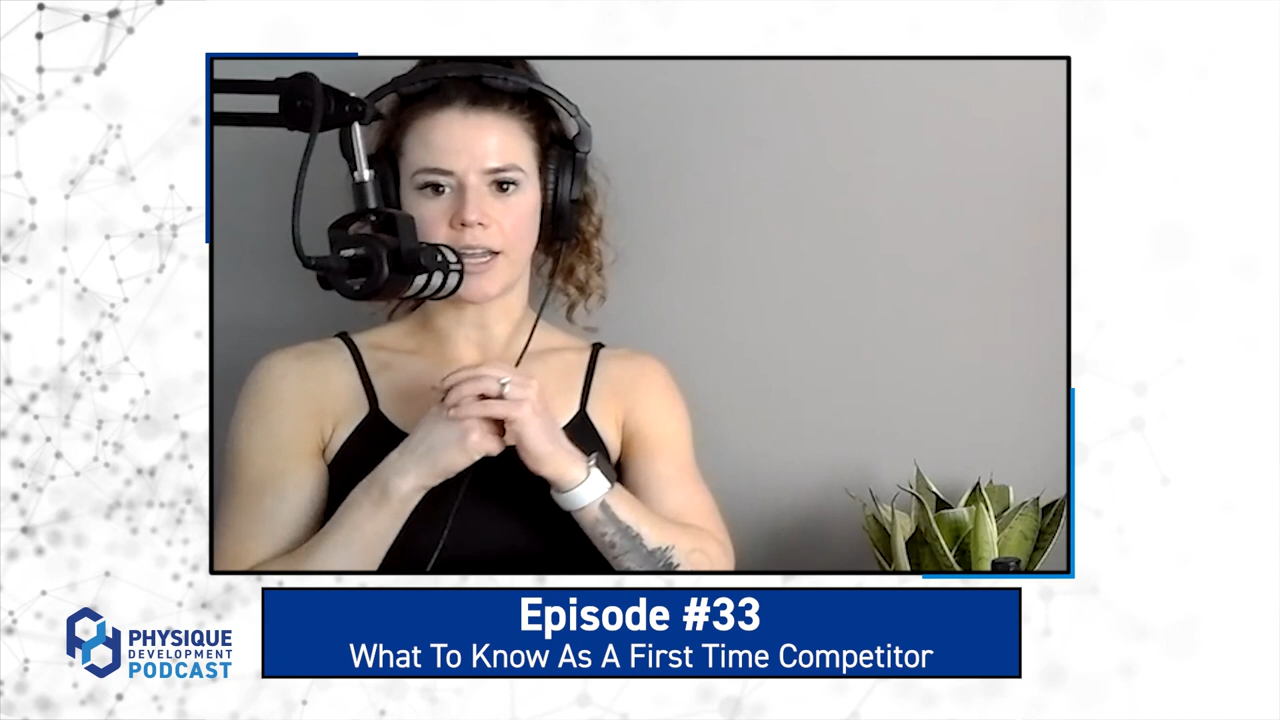 Episode #33
What To Know As A First Time Competitor
PHYSIQUE
DEVELOPMENT
PODCAST